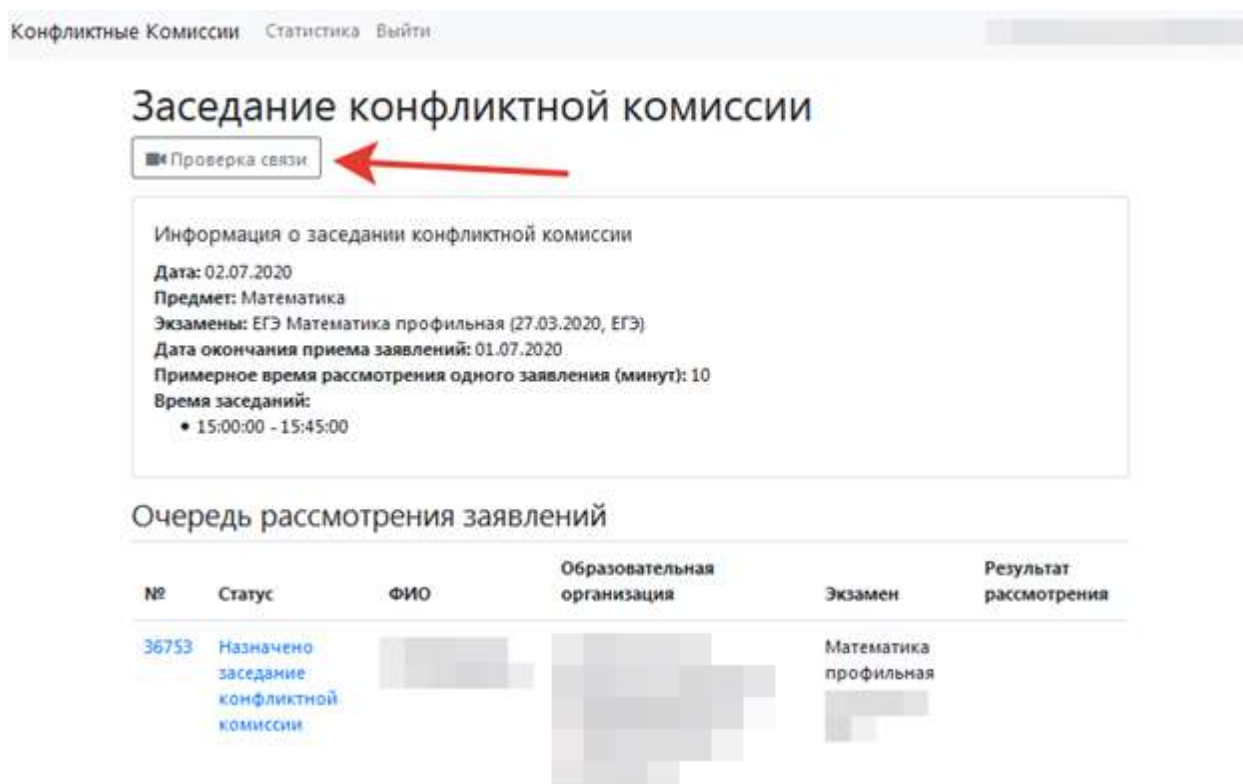 Конфликтные Комиссии Статистика Выйти
Заседание конфликтной комиссии
Проверка связи
Информация о заседании конфликтной комиссии
Дата: 02.07.2020
Предмет: Математика
Экзамены: ЕГЭ Математика профильная (27.03.2020, ЕГЭ)
Дата окончания приема заявлений: 01.07.2020
Примерное время рассмотрения одного заявления (минут): 10
Время заседаний:
• 15:00:00 - 15:45:00
Очередь рассмотрения заявлений
№ Статус ФИО Образовательная организация Экзамен Результат рассмотрения
36753 Назначено заседание конфликтной комиссии Математика профильная